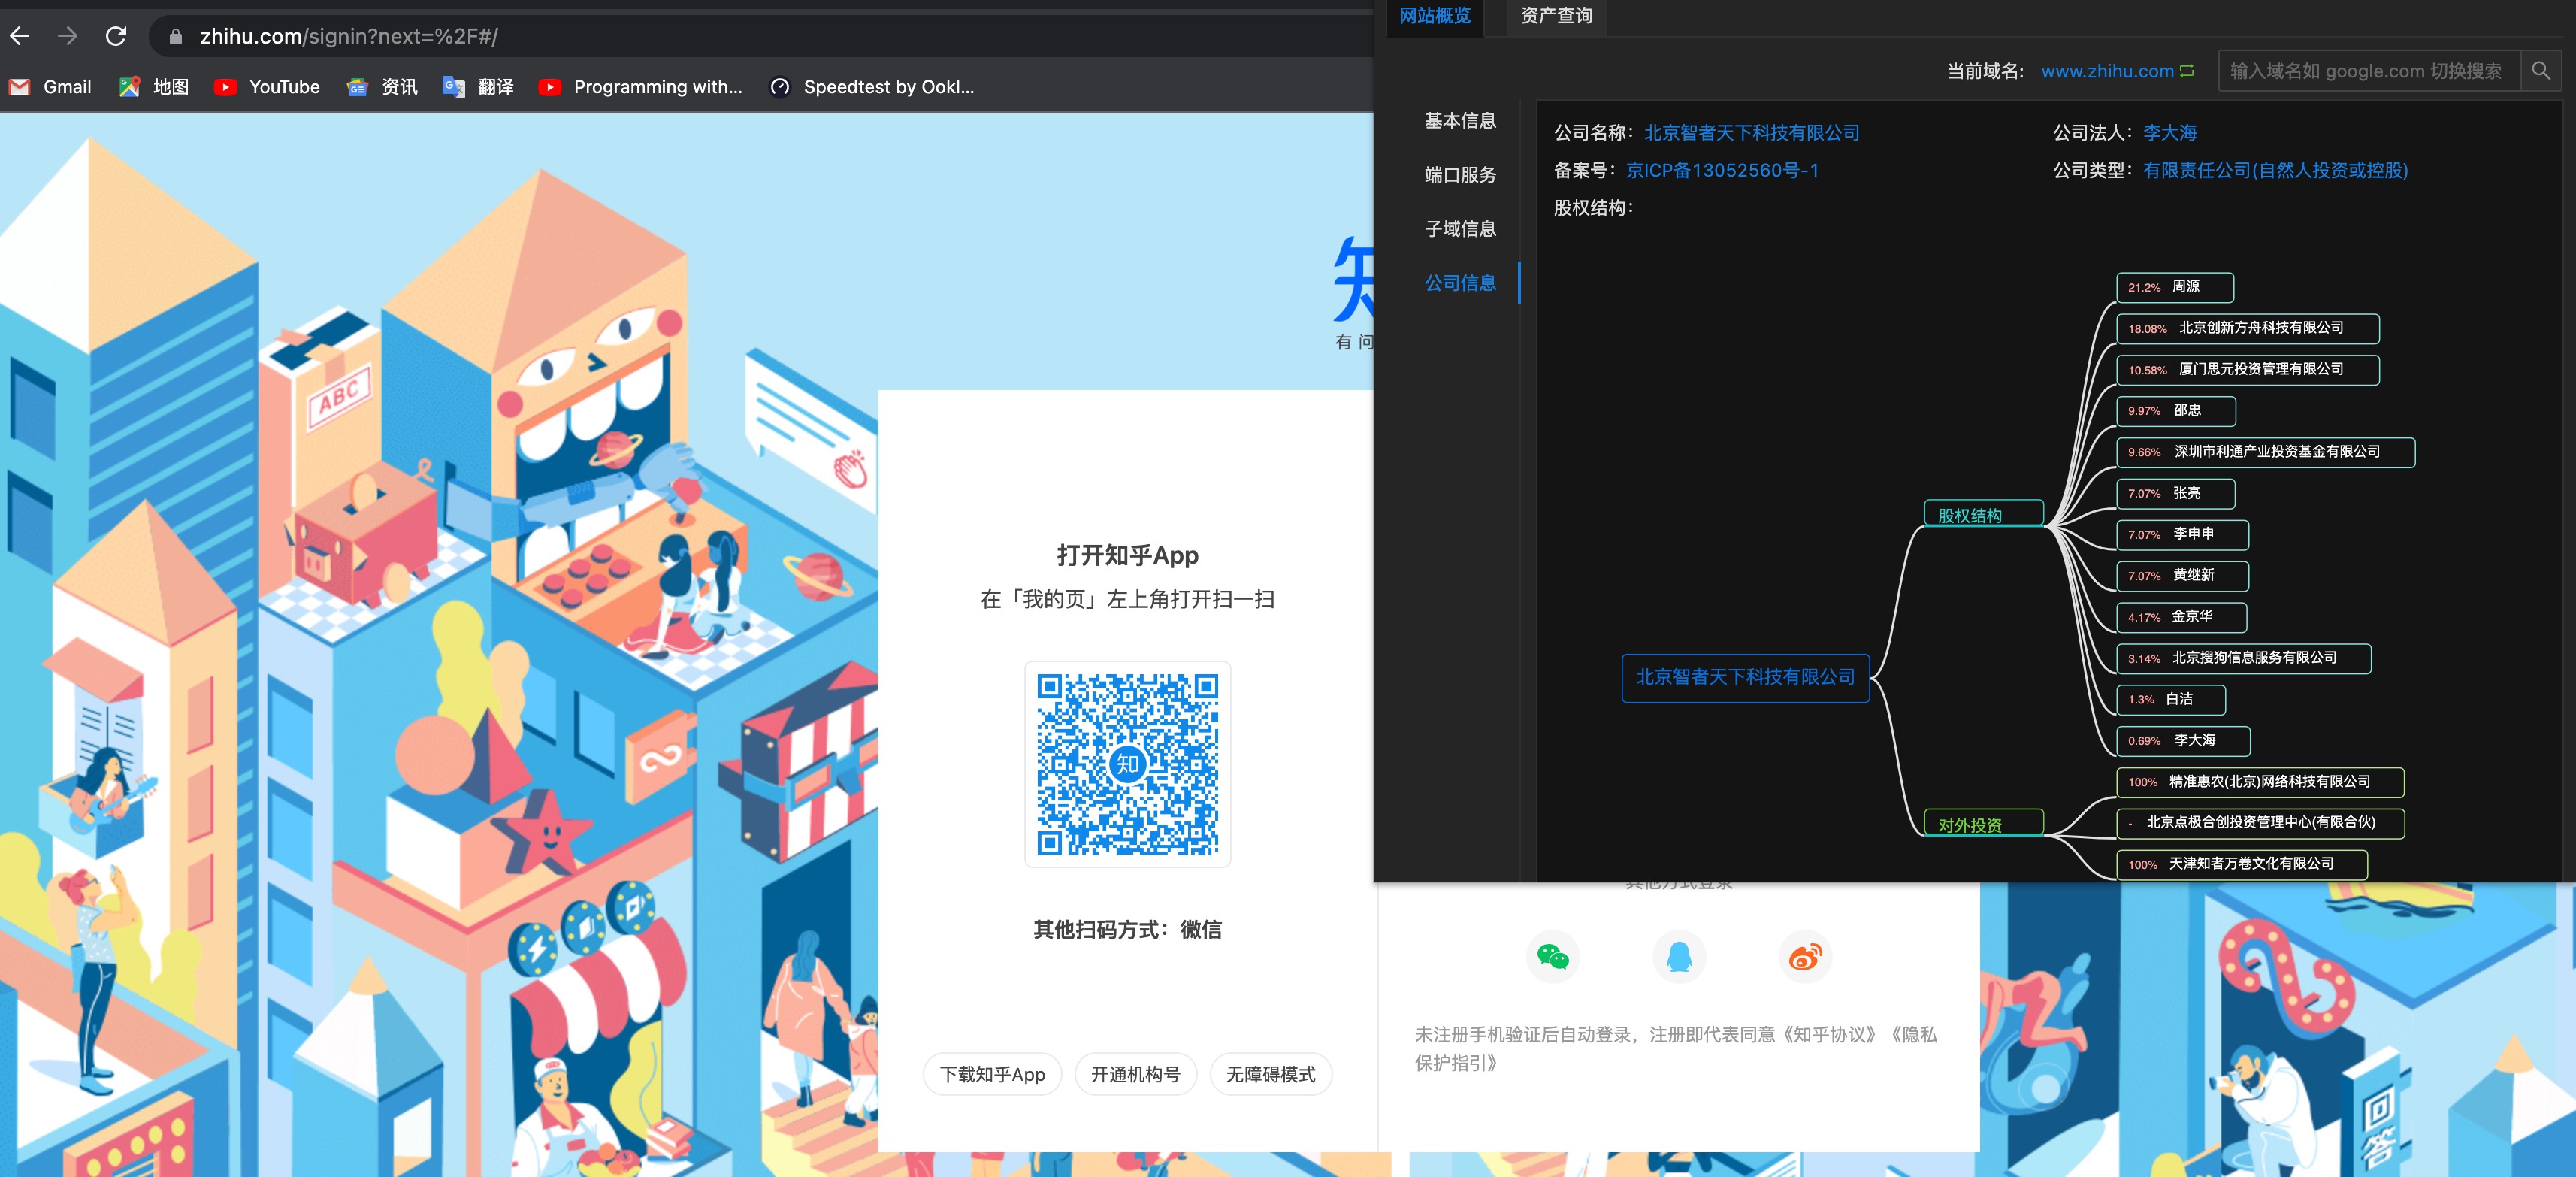 zhihu.com/signin?next=%2F#/
Gmail 地图 YouTube 资讯 翻译 Programming with... Speedtest by Ookl...
ABC
知
有问
打开知乎App
在「我的页」左上角打开扫一扫
知
其他扫码方式：微信
下载知乎App 开通机构号 无障碍模式
其他方式登录
未注册手机验证后自动登录，注册即代表同意《知乎协议》《隐私
保护指引》
回答
网站概览 资产查询
当前域名: www.zhihu.com 输入域名如 google.com 切换搜索
基本信息
端口服务
子域信息
公司信息
公司名称: 北京智者天下科技有限公司 公司法人: 李大海
备案号: 京ICP备13052560号-1 公司类型: 有限责任公司(自然人投资或控股)
股权结构:
北京智者天下科技有限公司
股权结构
21.2% 周源
18.08% 北京创新方舟科技有限公司
10.58% 厦门思元投资管理有限公司
9.97% 邵忠
9.66% 深圳市利通产业投资基金有限公司
7.07% 张亮
7.07% 李申申
7.07% 黄继新
4.17% 金京华
3.14% 北京搜狗信息服务有限公司
1.3% 白洁
0.69% 李大海
对外投资
100% 精准惠农(北京)网络科技有限公司
- 北京点极合创投资管理中心(有限合伙)
100% 天津知者万卷文化有限公司